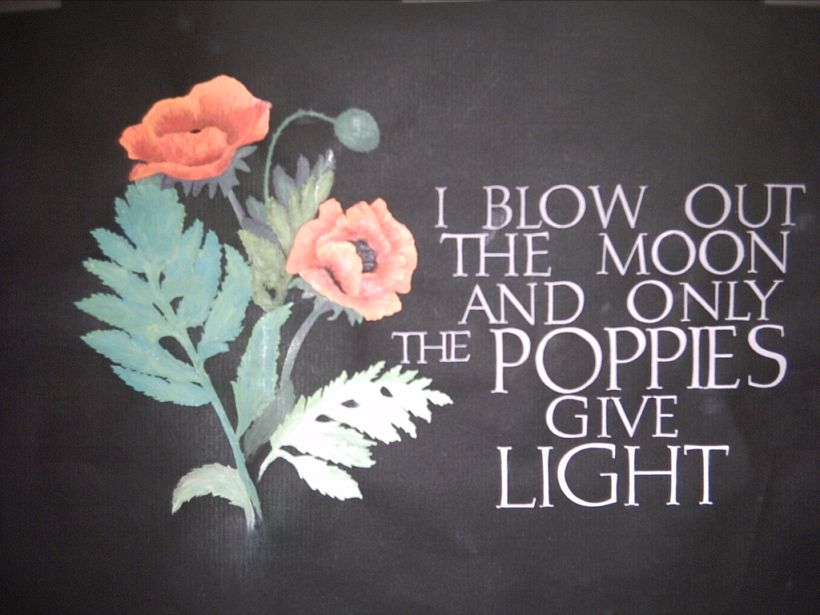 I BLOW OUT
THE MOON
AND ONLY
THE POPPIES
GIVE
LIGHT